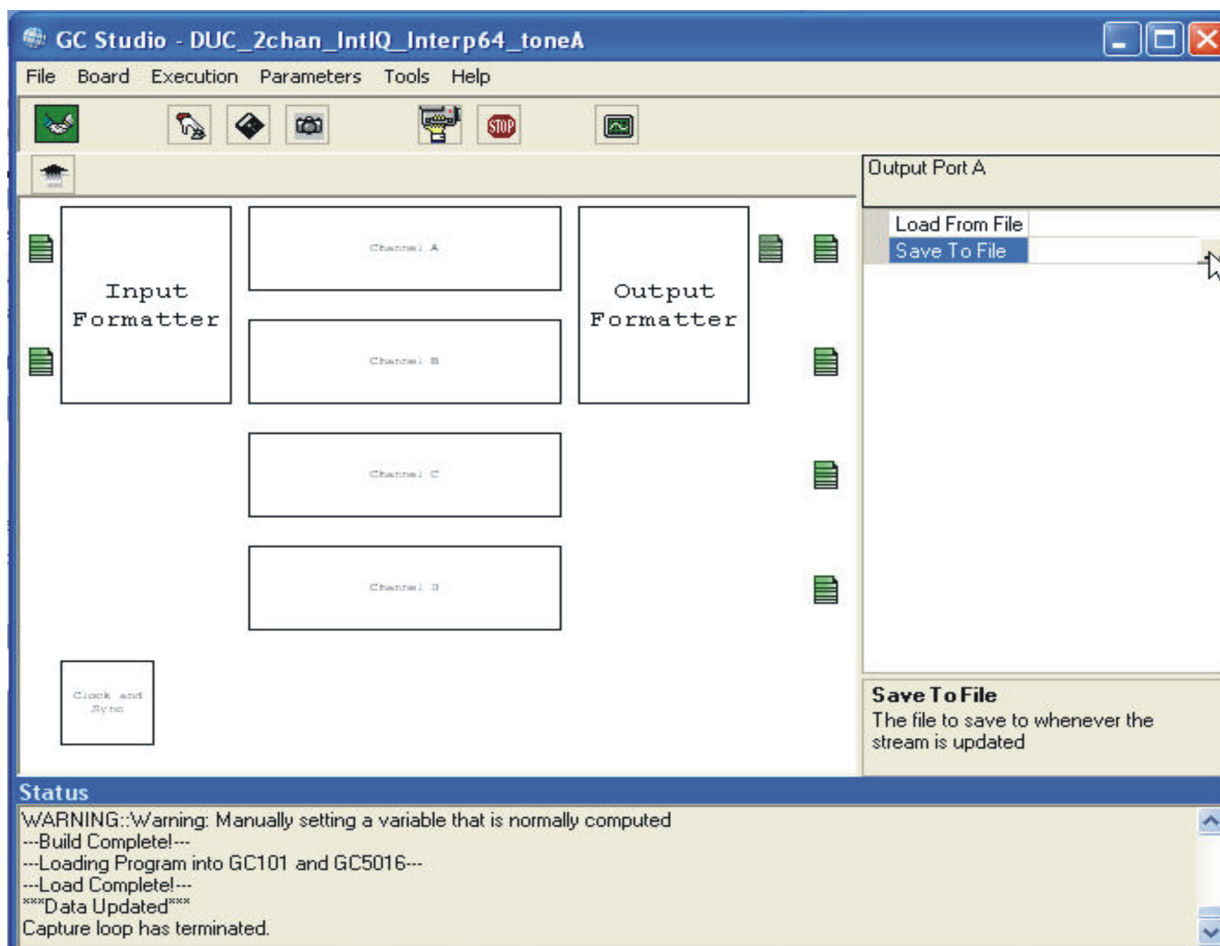 GC Studio - DUC_2chan_IntIQ_Interp64_toneA
File Board Execution Parameters Tools Help
STOP
Output Port A
Load From File
Save To File
Input
Formatter
Channel A
Channel B
Channel C
Channel D
Output
Formatter
Clock and
Sync
Save To File
The file to save to whenever the
stream is updated
Status
WARNING::Warning: Manually setting a variable that is normally computed
---Build Complete!---
---Loading Program into GC101 and GC5016---
---Load Complete!---
***Data Updated***
Capture loop has terminated.